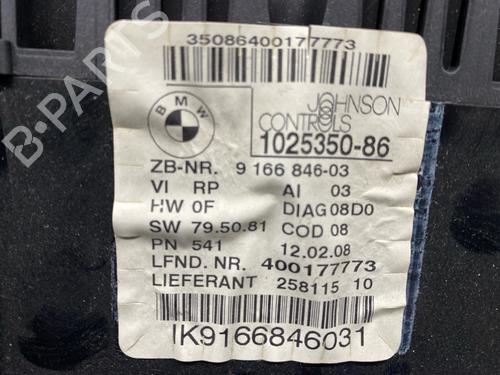 35086400177773
BMW
JOHNSON
CONTROLS
1025350-86
ZB-NR. 9 166 846-03
VI RP AI 03
HW 0F DIAG 08D0
SW 79.50.81 COD 08
PN 541 12.02.08
LFND. NR. 400177773
LIEFERANT 258115 10
IK9166846031
B-PARTS